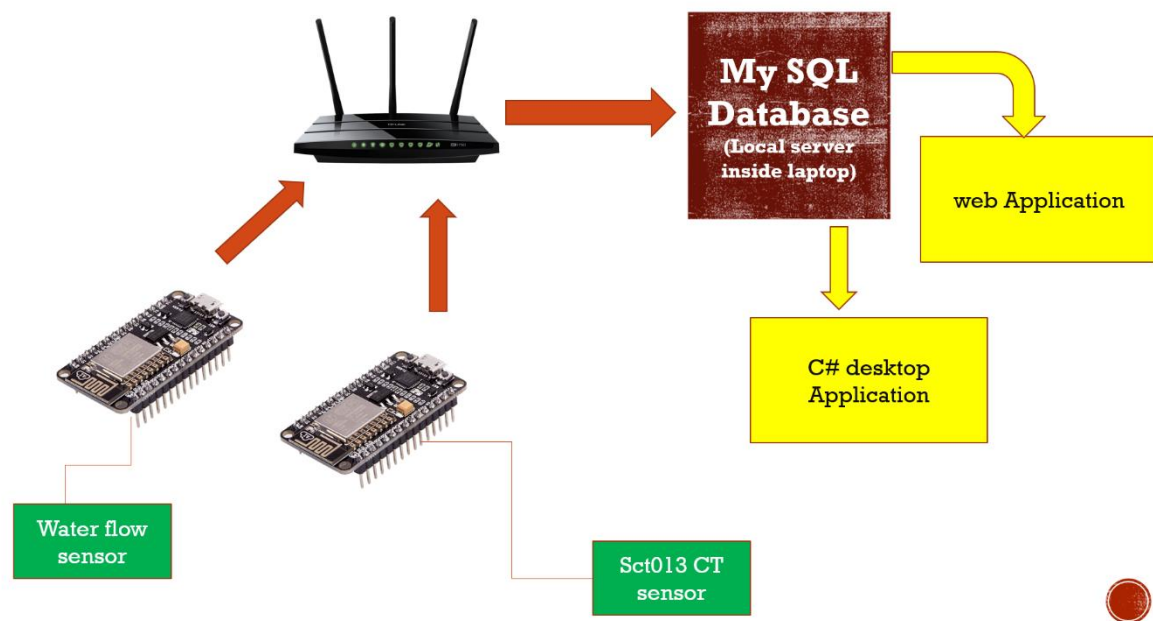 My SQL
Database
(Local server
inside laptop)
web Application
C# desktop
Application
Water flow
sensor
Sct013 CT
sensor